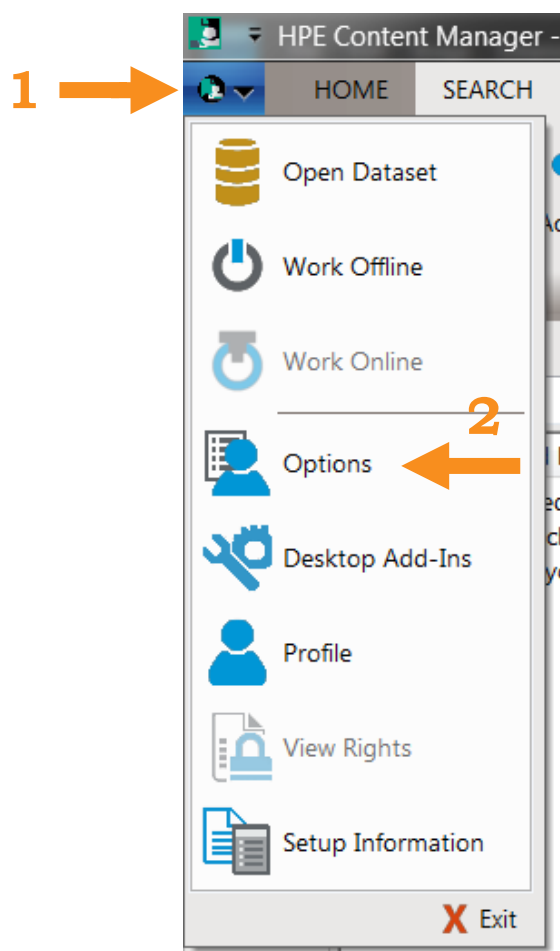 HPE Content Manager -
1
HOME SEARCH
Open Dataset
Work Offline
Work Online
2
Options
Desktop Add-Ins
Profile
View Rights
Setup Information
X Exit